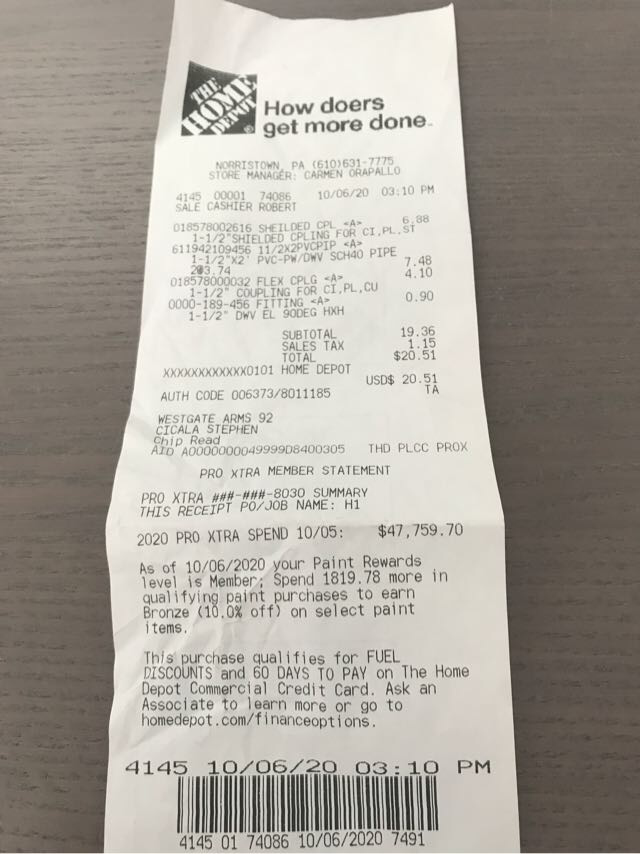 THE
HOME
DEPOT
How doers
get more done
NORRISTOWN, PA (610)631-7775
STORE MANAGER: CARMEN ORAPALLO
4145 00001 74086 10/06/20 03:10 PM
SALE CASHIER ROBERT
018578002616 SHEILDED CPL <A> 6.88
1-1/2"SHIELDED CPLING FOR CI,PL,ST
611942109456 11/2X2PVCPIP <A>
1-1/2"X2' PVC-PW/DWV SCH40 PIPE
2@3.74 7.48
018578000032 FLEX CPLG <A> 4.10
1-1/2" COUPLING FOR CI,PL,CU
0000-189-456 FITTING <A> 0.90
1-1/2" DWV EL 90DEG HXH
SUBTOTAL 19.36
SALES TAX 1.15
TOTAL $20.51
XXXXXXXXXXXX0101 HOME DEPOT
USD$ 20.51
AUTH CODE 006373/8011185 TA
WESTGATE ARMS 92
CICALA STEPHEN
Chip Read
AID A0000000049999D8400305 THD PLCC PROX
PRO XTRA MEMBER STATEMENT
PRO XTRA ###-###-8030 SUMMARY
THIS RECEIPT PO/JOB NAME: H1
2020 PRO XTRA SPEND 10/05: $47,759.70
As of 10/06/2020 your Paint Rewards
level is Member; Spend 1819.78 more in
qualifying paint purchases to earn
Bronze (10.0% off) on select paint
items.
This purchase qualifies for FUEL
DISCOUNTS and 60 DAYS TO PAY on The Home
Depot Commercial Credit Card. Ask an
Associate to learn more or go to
homedepot.com/financeoptions.
4145 10/06/20 03:10 PM
4145 01 74086 10/06/2020 7491